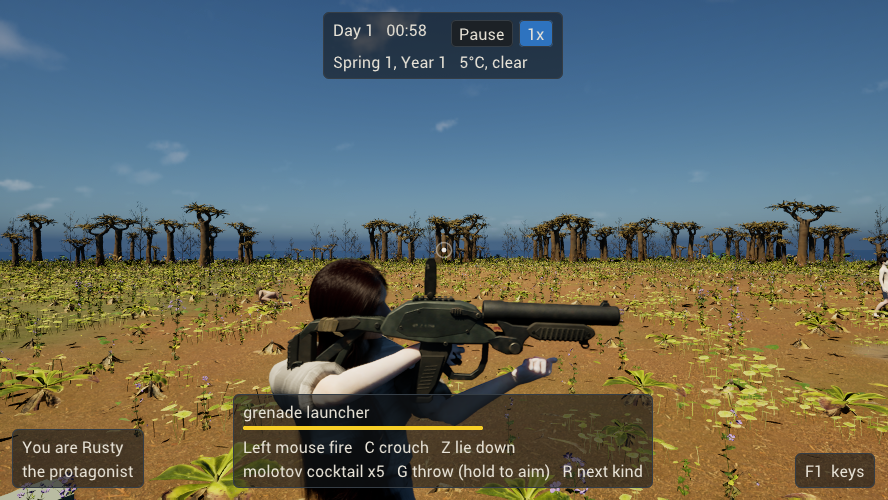 Day 1 00:58 Pause 1x
Spring 1, Year 1 5°C, clear
grenade launcher
Left mouse fire C crouch Z lie down
molotov cocktail x5 G throw (hold to aim) R next kind
You are Rusty
the protagonist
F1 keys